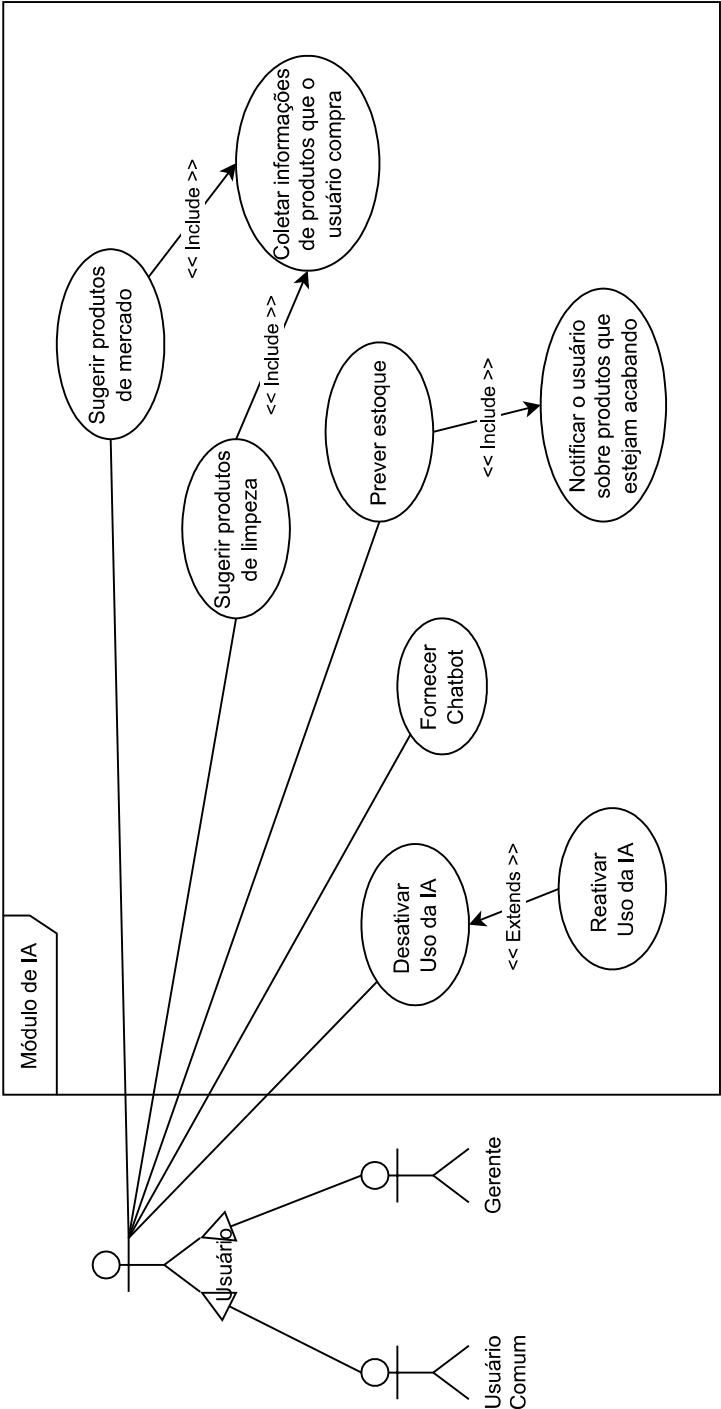 Módulo de IA
Usuário
Usuário
Comum
Gerente
Sugerir produtos
de mercado
<< Include >>
Coletar informações
de produtos que o
usuário compra
Sugerir produtos
de limpeza
<< Include >>
Prever estoque
<< Include >>
Notificar o usuário
sobre produtos que
estejam acabando
Fornecer
Chatbot
Desativar
Uso da IA
<< Extends >>
Reativar
Uso da IA